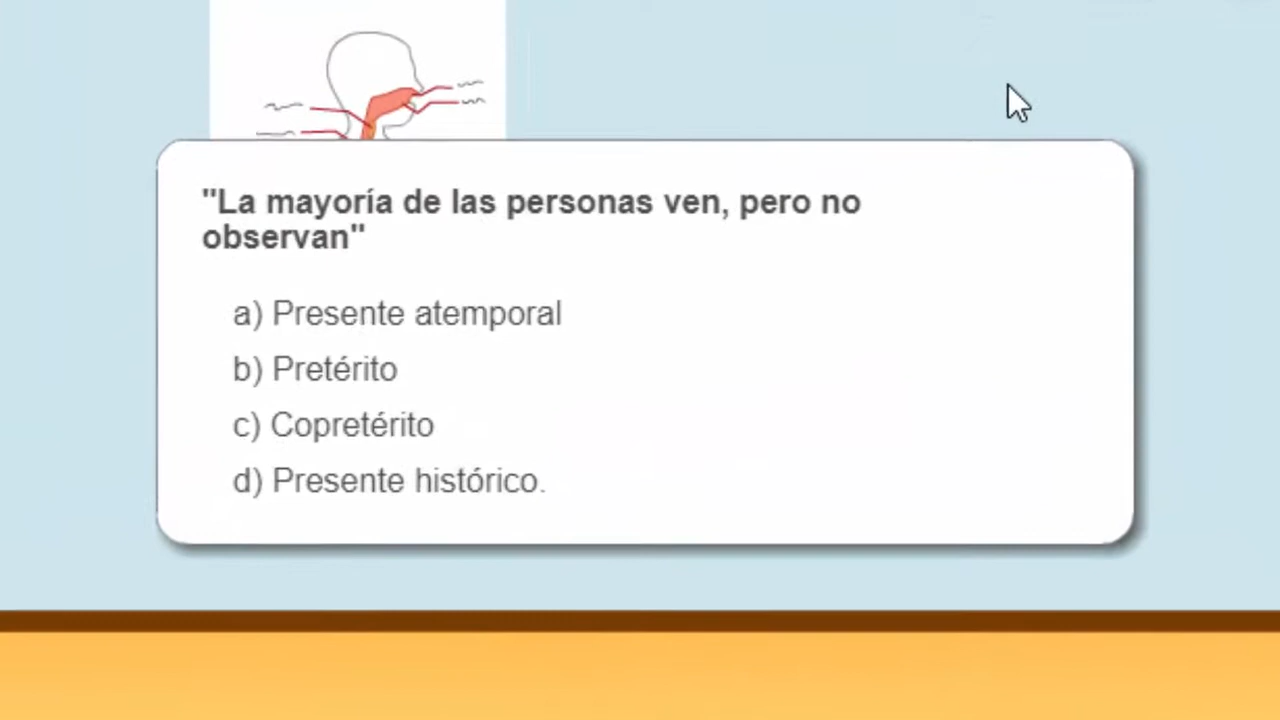 "La mayoría de las personas ven, pero no
observan"
a) Presente atemporal
b) Pretérito
c) Copretérito
d) Presente histórico.